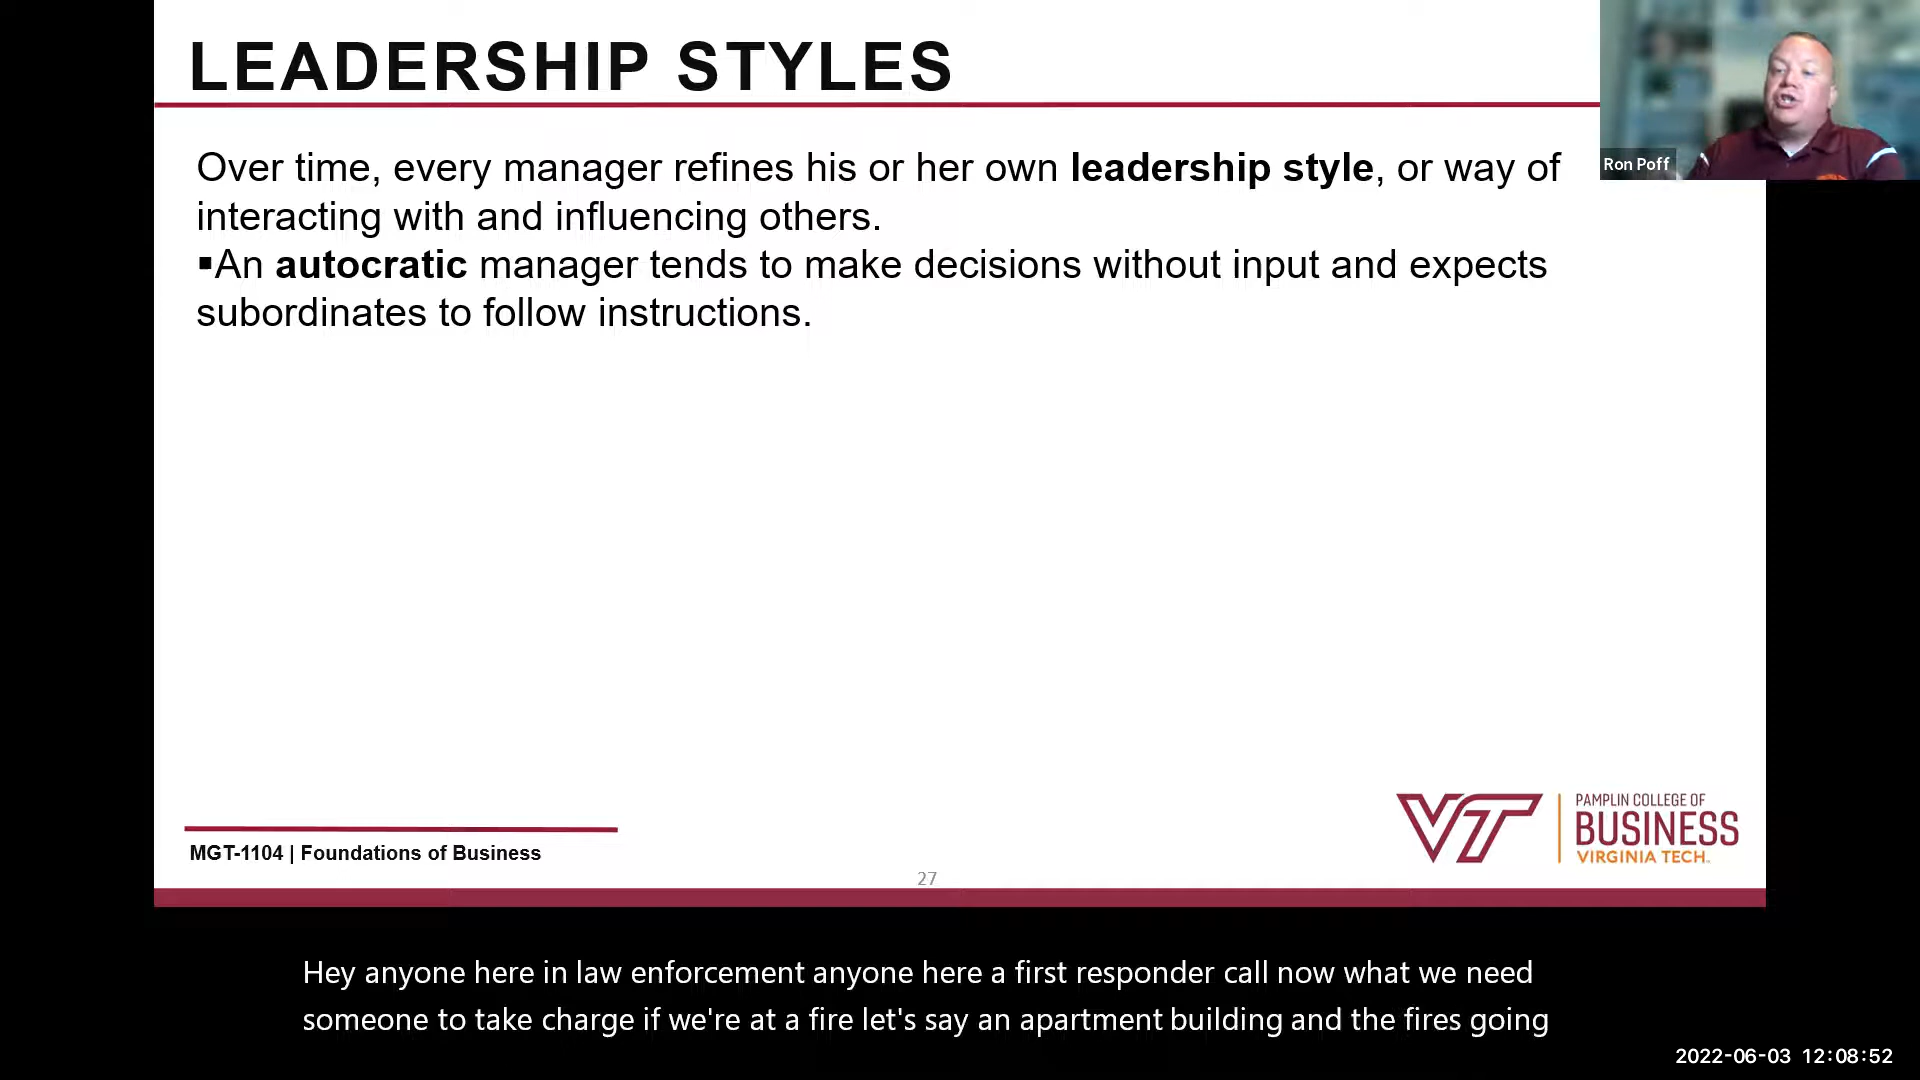 LEADERSHIP STYLES
Ron Poff
Over time, every manager refines his or her own leadership style, or way of
interacting with and influencing others.
▪An autocratic manager tends to make decisions without input and expects
subordinates to follow instructions.
MGT-1104 | Foundations of Business
27
VT
PAMPLIN COLLEGE OF
BUSINESS
VIRGINIA TECH.
Hey anyone here in law enforcement anyone here a first responder call now what we need
someone to take charge if we're at a fire let's say an apartment building and the fires going
2022-06-03 12:08:52